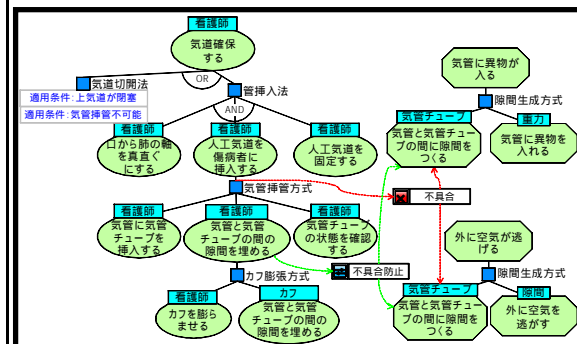 看護師
気道確保
する
OR
気道切開法
適用条件：上気道が閉塞
適用条件：気管挿管不可能
管挿入法
AND
看護師
口から肺の軸
を真直ぐ
にする
看護師
人工気道を
傷病者に
挿入する
看護師
人工気道を
固定する
気管挿管方式
看護師
気管に気管
チューブを
挿入する
看護師
気管と気管
チューブの間の
隙間を埋める
看護師
気管チューブ
の状態を確認
する
カフ膨張方式
看護師
カフを膨ら
ませる
カフ
気管と気管
チューブの間の
隙間を埋める
不具合
不具合防止
気管に異物が
入る
隙間生成方式
気管チューブ
気管と気管チュー
ブの間に隙間を
つくる
重力
気管に異物を
入れる
外に空気が逃
げる
隙間生成方式
気管チューブ
気管と気管チュー
ブの間に隙間を
つくる
隙間
外に空気を
逃がす